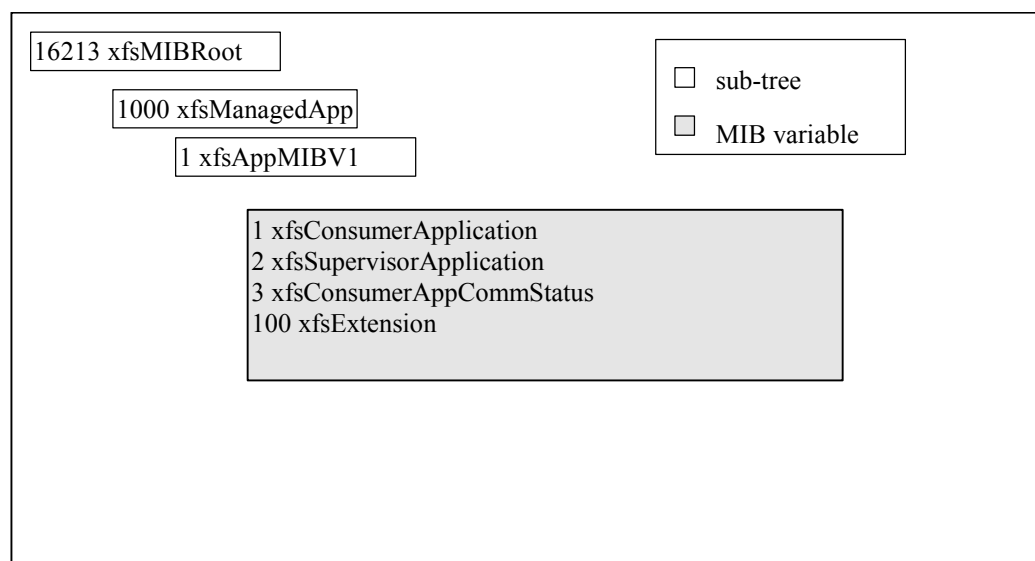 16213 xfsMIBRoot
sub-tree
1000 xfsManagedApp
MIB variable
1 xfsAppMIBV1
1 xfsConsumerApplication
2 xfsSupervisorApplication
3 xfsConsumerAppCommStatus
100 xfsExtension